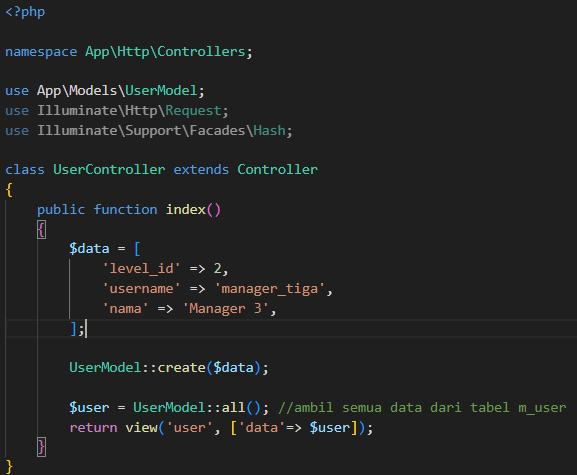 <?php
namespace App\Http\Controllers;
use App\Models\UserModel;
use Illuminate\Http\Request;
use Illuminate\Support\Facades\Hash;
class UserController extends Controller
{
    public function index()
    {
        $data = [
            'level_id' => 2,
            'username' => 'manager_tiga',
            'nama' => 'Manager 3',
        ];
        UserModel::create($data);
        $user = UserModel::all(); //ambil semua data dari tabel m_user
        return view('user', ['data'=> $user]);
    }
}